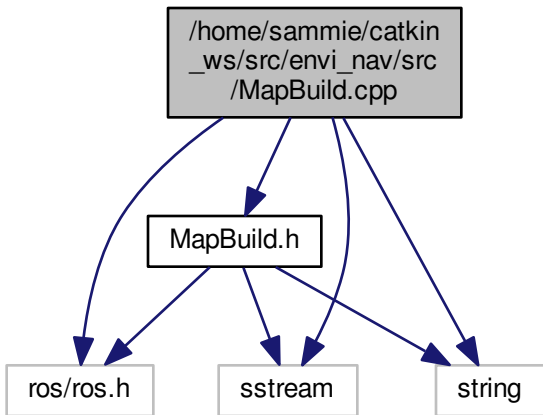 /home/sammie/catkin
_ws/src/envi_nav/src
/MapBuild.cpp
MapBuild.h
ros/ros.h
sstream
string